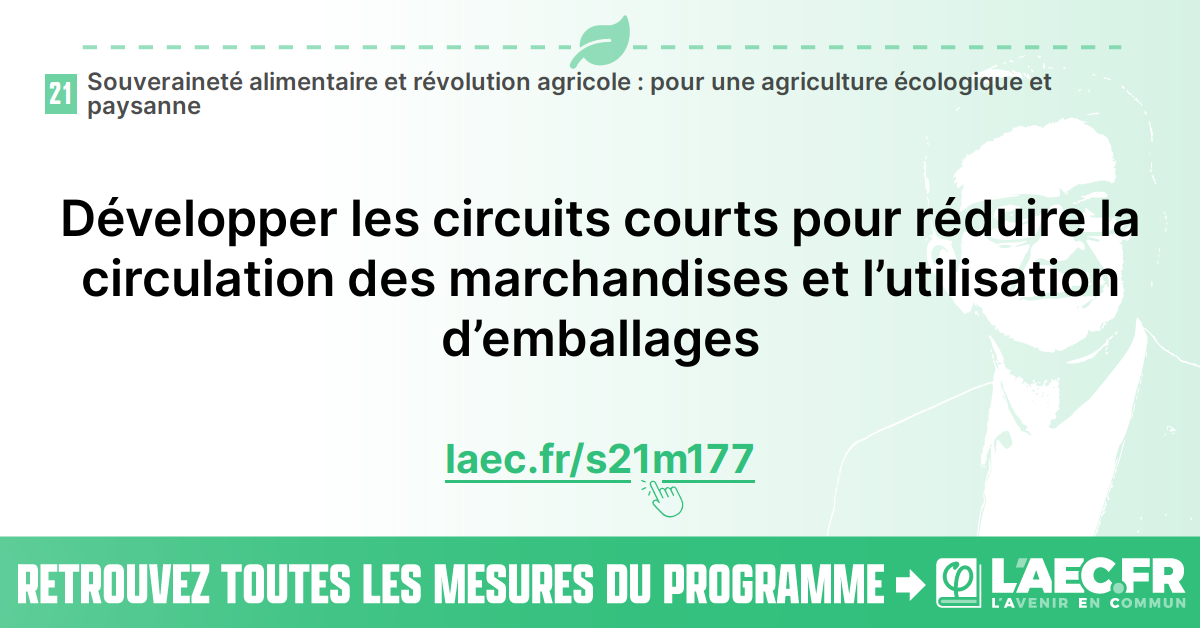 21
Souveraineté alimentaire et révolution agricole : pour une agriculture écologique et
paysanne
Développer les circuits courts pour réduire la
circulation des marchandises et l’utilisation
d’emballages
laec.fr/s21m177
RETROUVEZ TOUTES LES MESURES DU PROGRAMME
φ
L'AEC.FR
L'AVENIR EN COMMUN